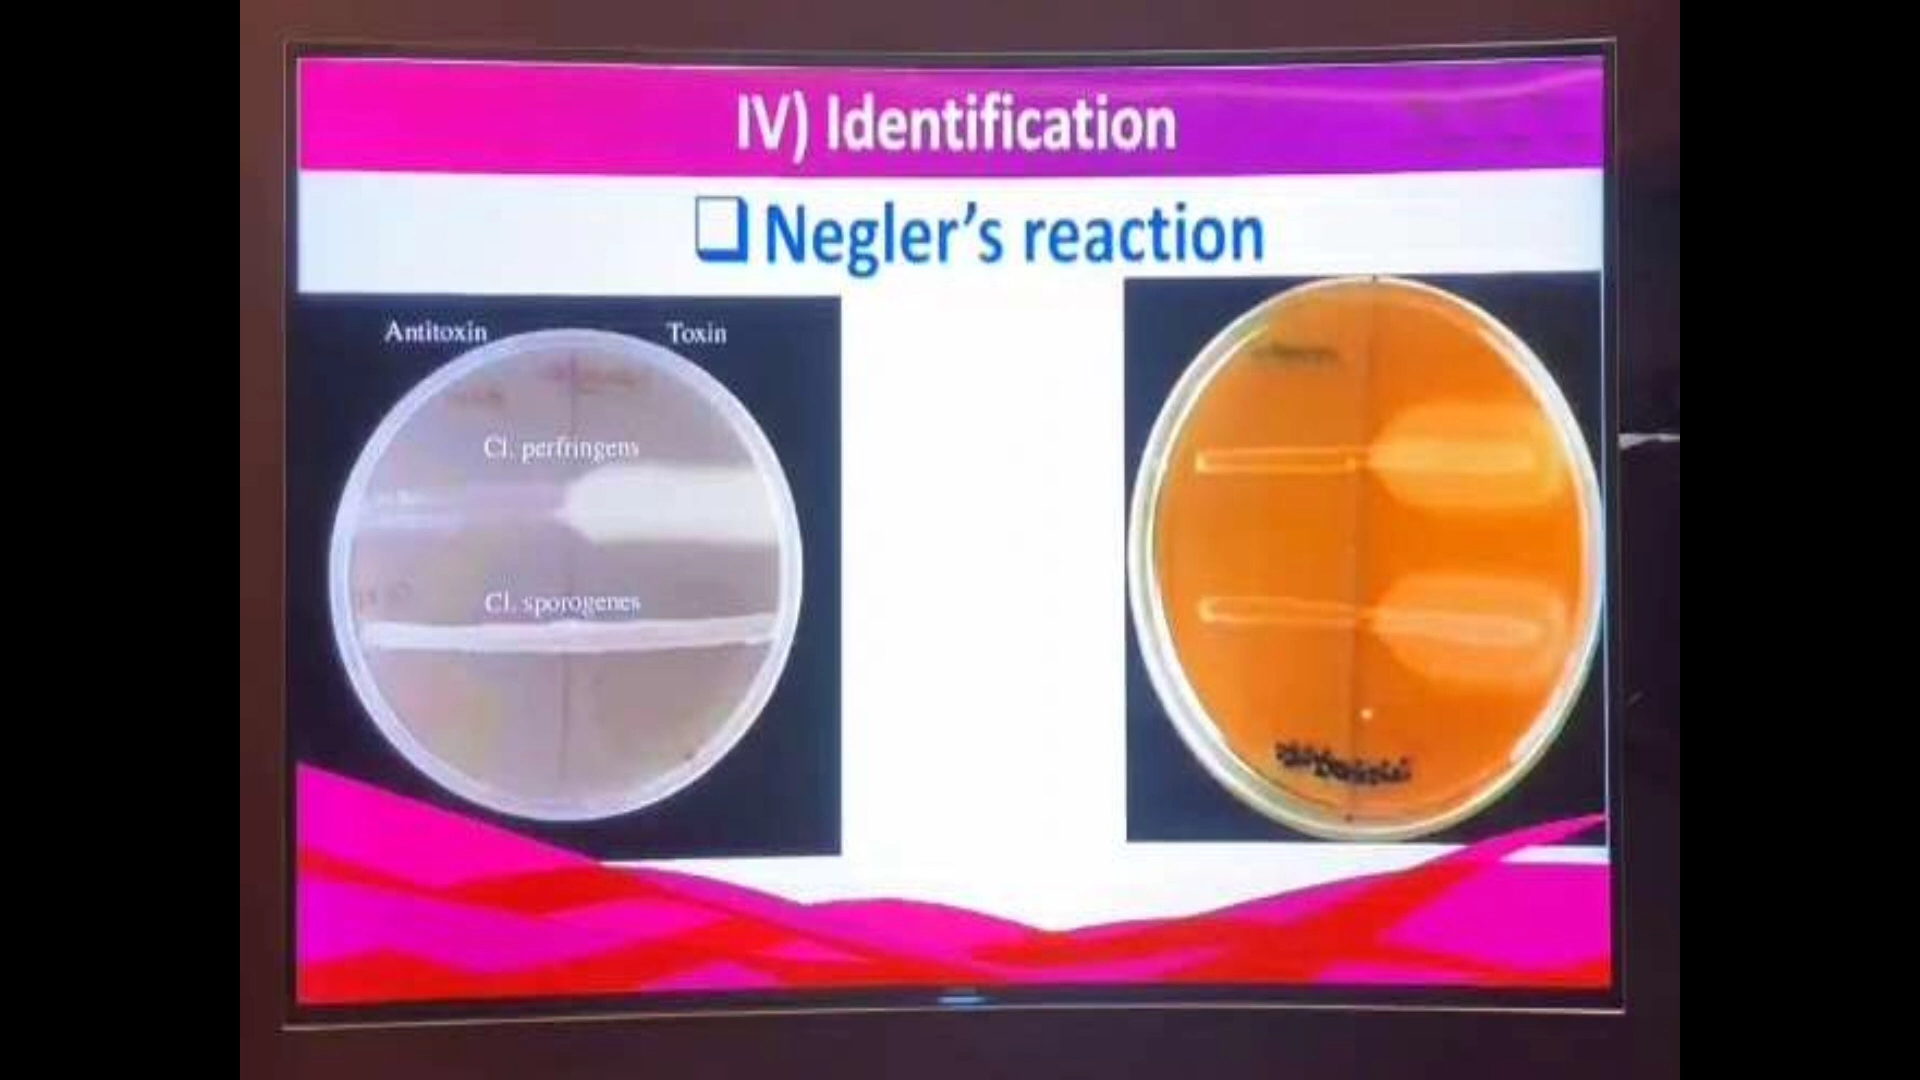 IV) Identification
❑ Negler's reaction
Antitoxin
Toxin
Cl. perfringens
Cl. sporogenes